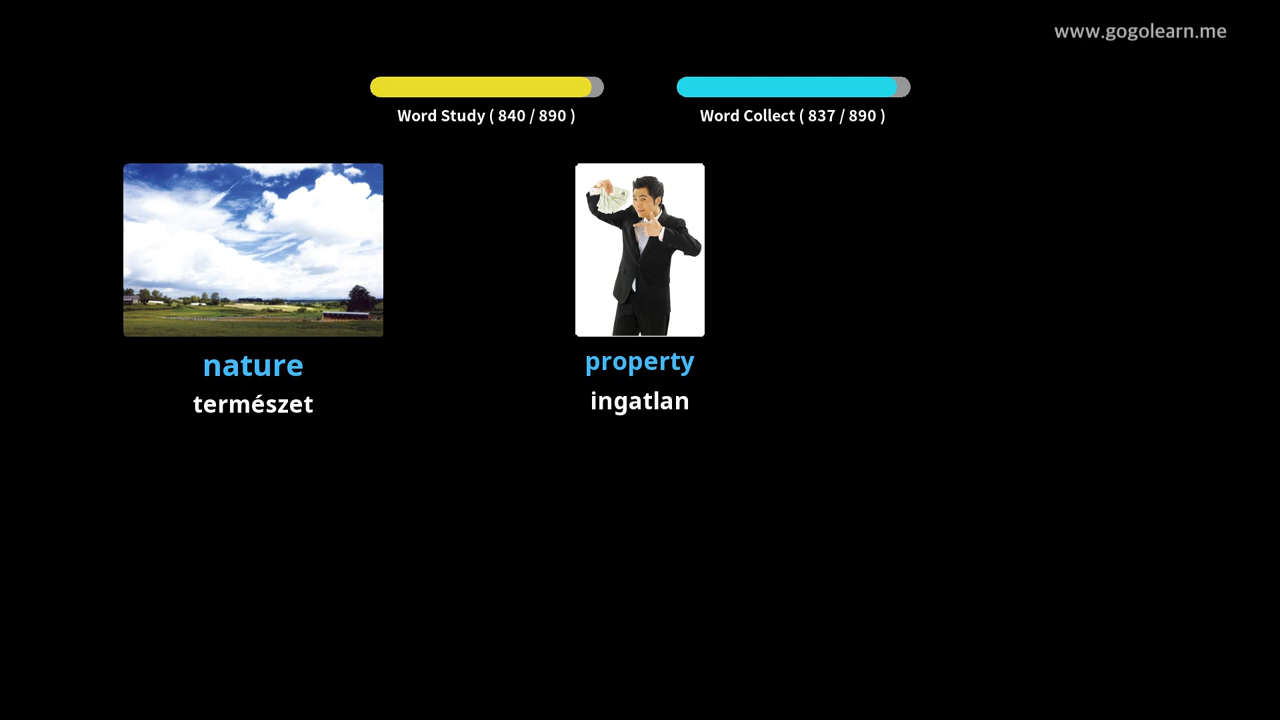 www.gogolearn.me
Word Study ( 840 / 890 )
Word Collect ( 837 / 890 )
nature
természet
property
ingatlan